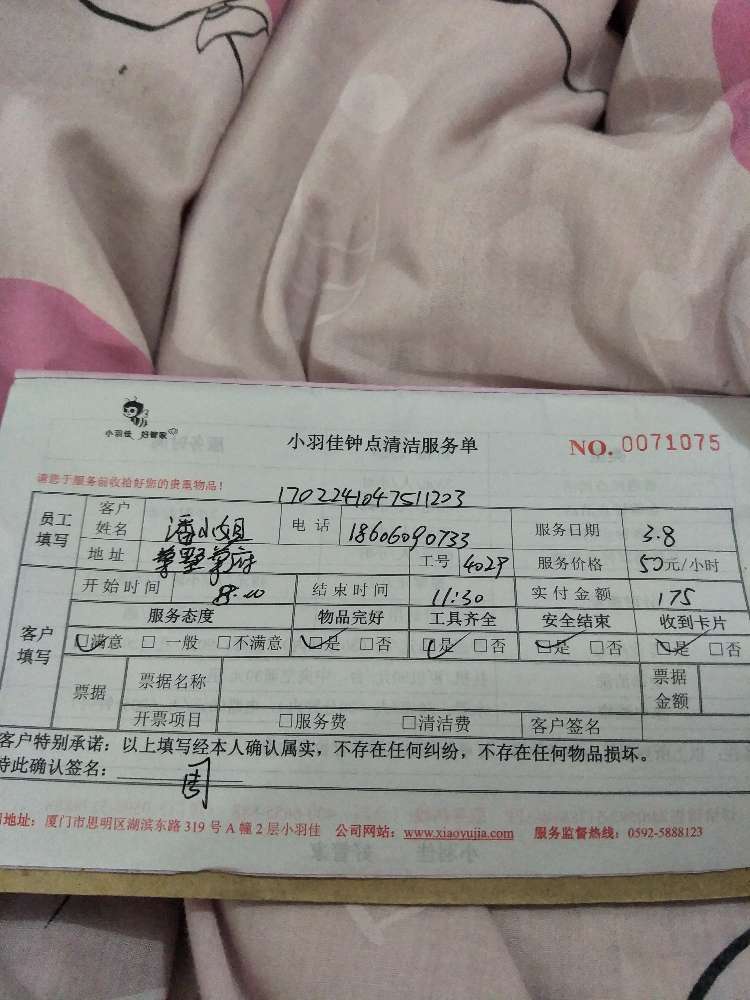 小羽佳 好管家
小羽佳钟点清洁服务单
NO. 0071075
请您于服务前收拾好您的贵重物品！
1702241047511203
员工填写 客户姓名 潘小姐 电话 18606090733 服务日期 3.8
地址 工号 4029 服务价格 50元/小时
客户填写 开始时间 8:00 结束时间 11:30 实付金额 175
服务态度 物品完好 工具齐全 安全结束 收到卡片
☑满意 □一般 □不满意 ☑是 □否 ☑是 □否 ☑是 □否 ☑是 □否
票据 票据名称 票据金额
开票项目 □服务费 □清洁费 客户签名
客户特别承诺：以上填写经本人确认属实，不存在任何纠纷，不存在任何物品损坏。
特此确认签名： 周
地址：厦门市思明区湖滨东路 319 号 A 幢 2 层小羽佳 公司网站：www.xiaoyujia.com 服务监督热线：0592-5888123